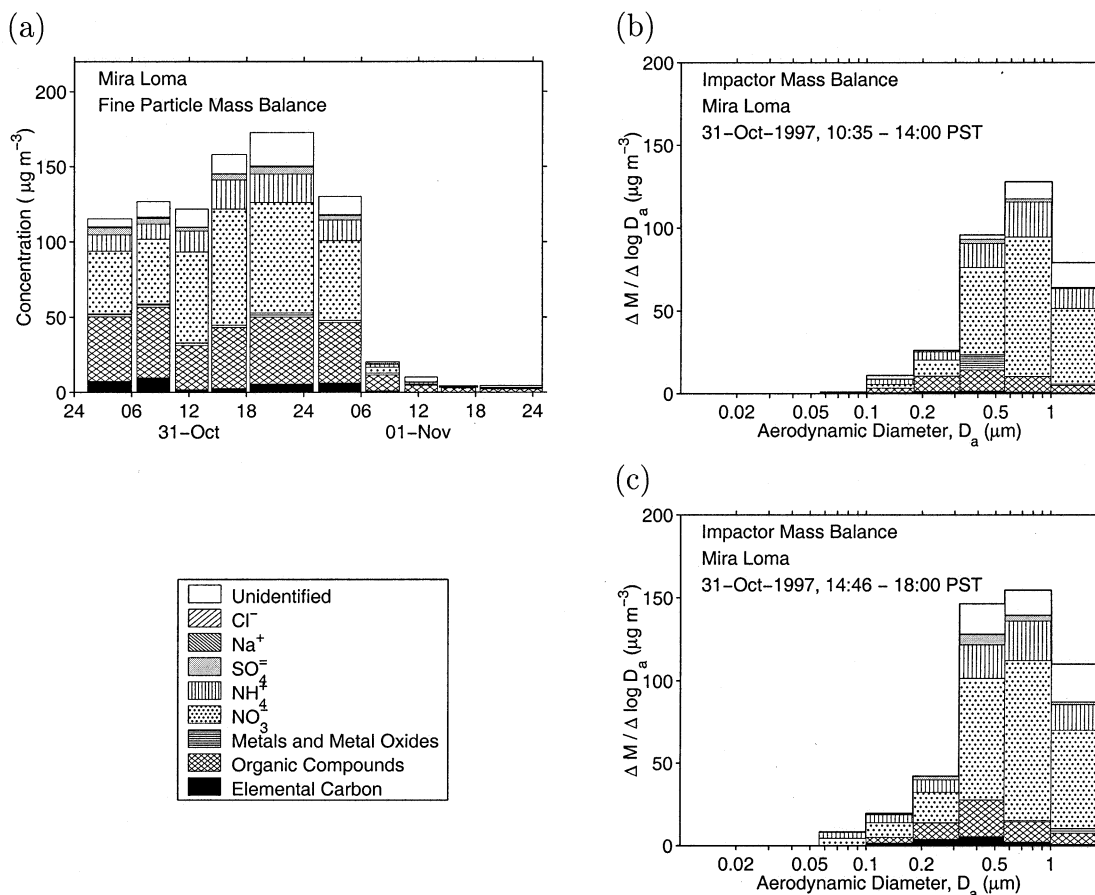 (a)
Mira Loma
Fine Particle Mass Balance
Concentration ( μg m⁻³)
200
150
100
50
0
24 06 12 18 24 06 12 18 24
31−Oct 01−Nov
(b)
Impactor Mass Balance
Mira Loma
31−Oct−1997, 10:35 − 14:00 PST
Δ M / Δ log Dₐ (μg m⁻³)
200
150
100
50
0
0.02 0.05 0.1 0.2 0.5 1
Aerodynamic Diameter, Dₐ (μm)
(c)
Impactor Mass Balance
Mira Loma
31−Oct−1997, 14:46 − 18:00 PST
Δ M / Δ log Dₐ (μg m⁻³)
200
150
100
50
0
0.02 0.05 0.1 0.2 0.5 1
Aerodynamic Diameter, Dₐ (μm)
Unidentified
Cl⁻
Na⁺
SO₄⁼
NH₄⁺
NO₃⁻
Metals and Metal Oxides
Organic Compounds
Elemental Carbon